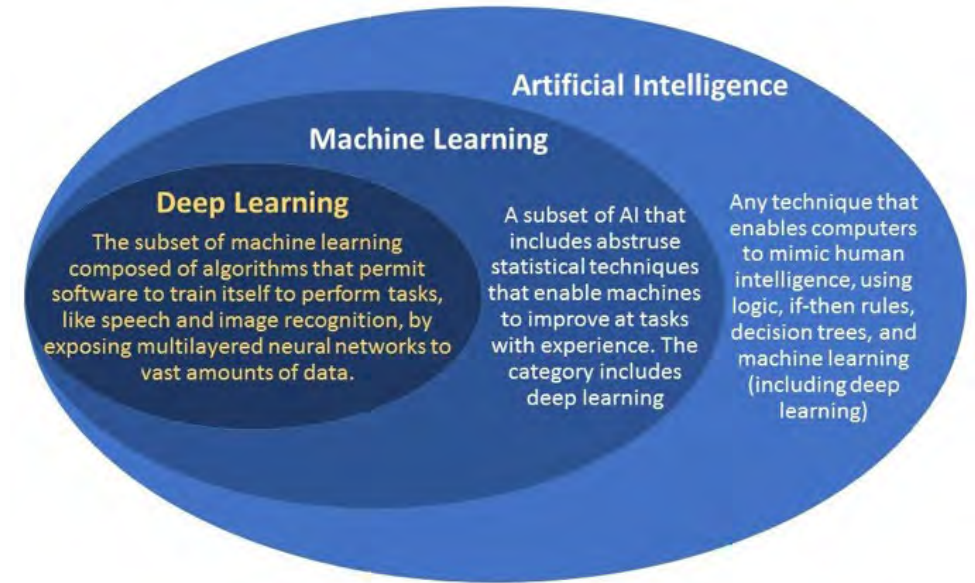 Artificial Intelligence
Machine Learning
Deep Learning
The subset of machine learning
composed of algorithms that permit
software to train itself to perform tasks,
like speech and image recognition, by
exposing multilayered neural networks to
vast amounts of data.
A subset of AI that
includes abstruse
statistical techniques
that enable machines
to improve at tasks
with experience. The
category includes
deep learning
Any technique that
enables computers
to mimic human
intelligence, using
logic, if-then rules,
decision trees, and
machine learning
(including deep
learning)